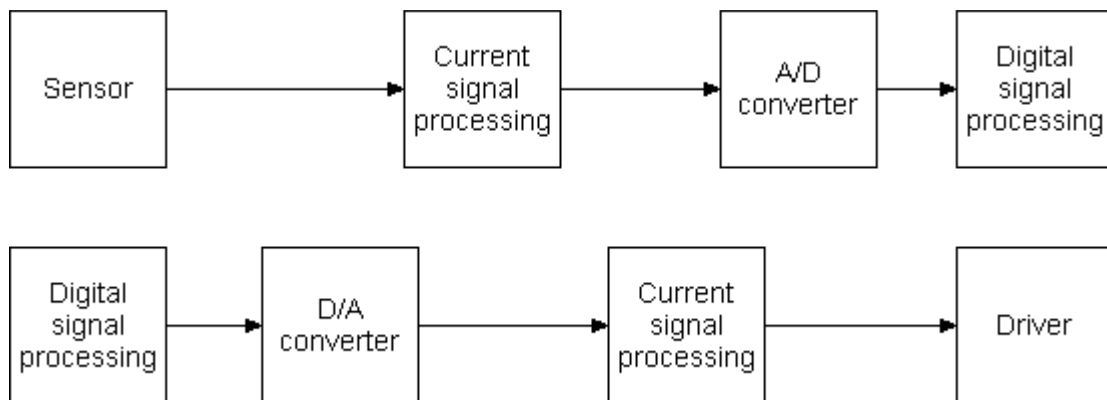 Sensor
Current
signal
processing
A/D
converter
Digital
signal
processing
Digital
signal
processing
D/A
converter
Current
signal
processing
Driver